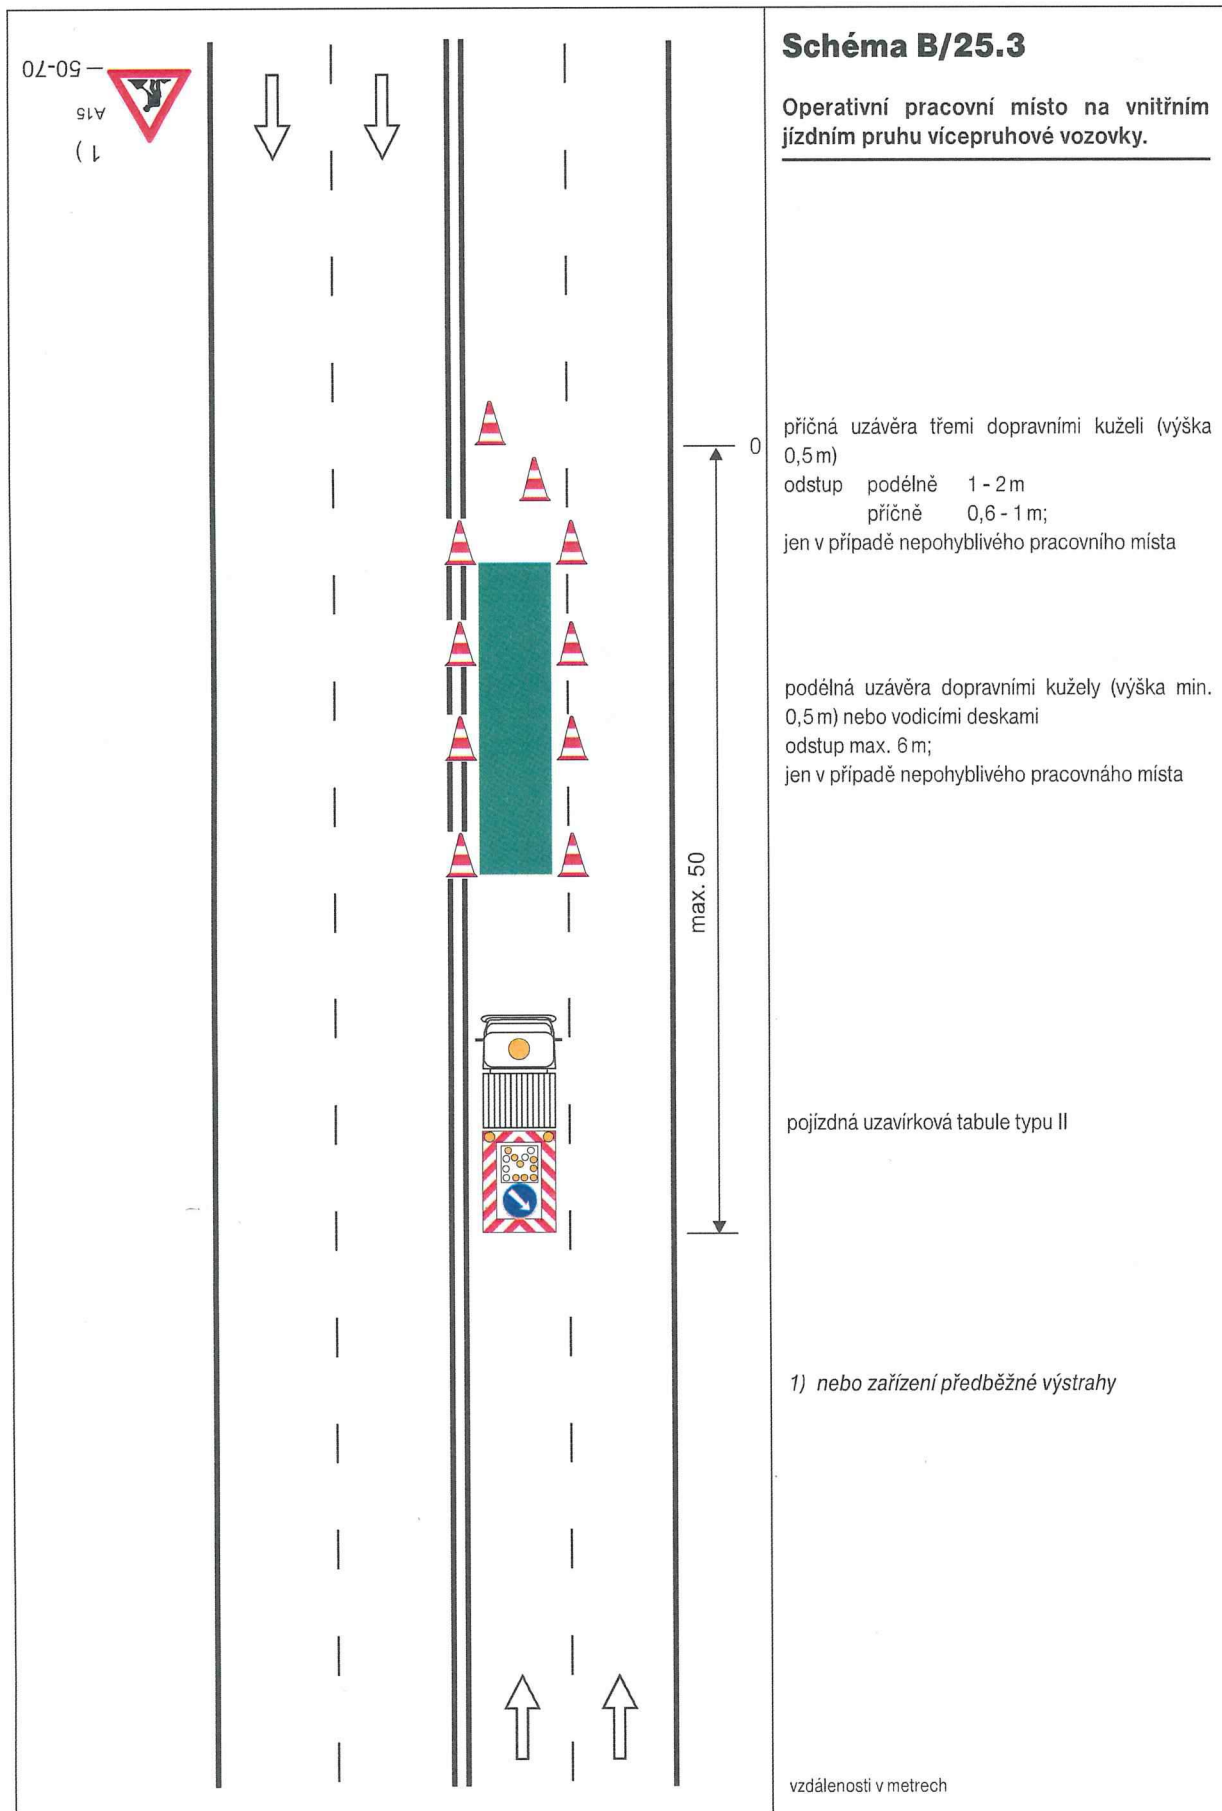 Schéma B/25.3
Operativní pracovní místo na vnitřním
jízdním pruhu vícepruhové vozovky.
50-70
A15
1)
0
příčná uzávěra třemi dopravními kuželi (výška
0,5 m)
odstup podélně 1 - 2 m
příčně 0,6 - 1 m;
jen v případě nepohyblivého pracovního místa
podélná uzávěra dopravními kužely (výška min.
0,5 m) nebo vodicími deskami
odstup max. 6 m;
jen v případě nepohyblivého pracovnáho místa
max. 50
pojízdná uzavírková tabule typu II
1) nebo zařízení předběžné výstrahy
vzdálenosti v metrech